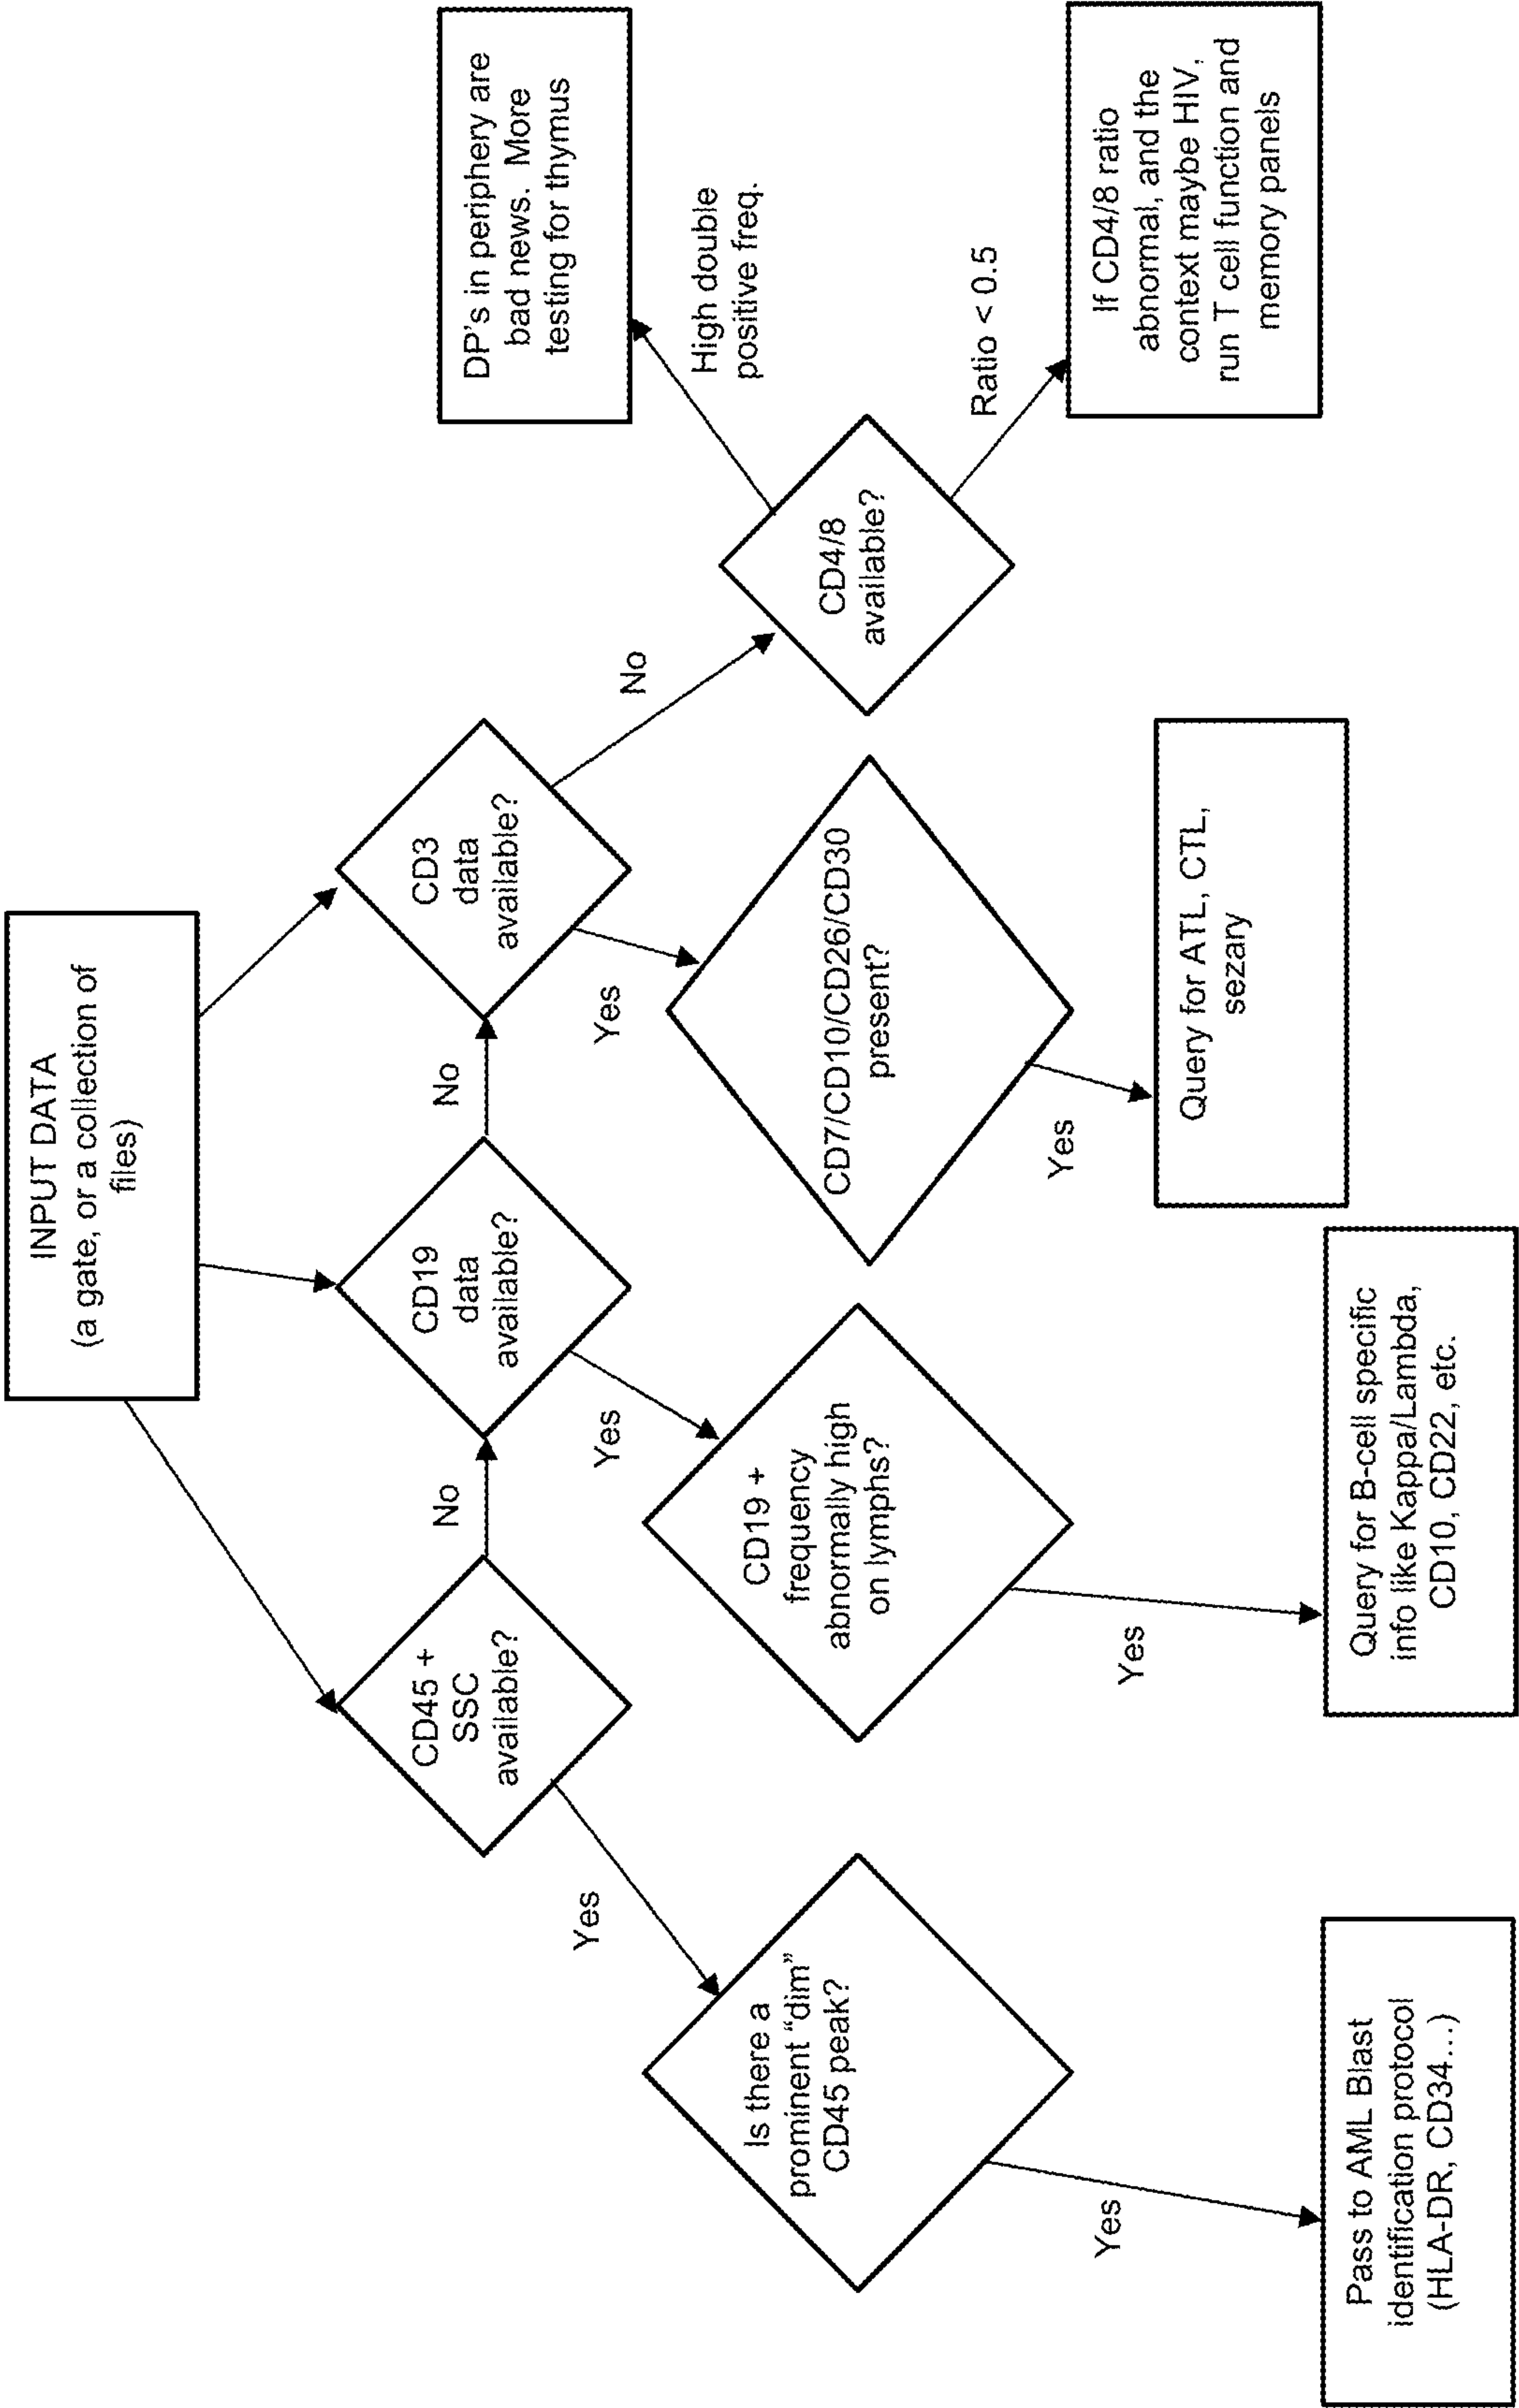 INPUT DATA
(a gate, or a collection of
files)
CD45 +
SSC
available?
No
CD19
data
available?
No
CD3
data
available?
Yes
Yes
Yes
No
Is there a
prominent “dim”
CD45 peak?
CD19 +
frequency
abnormally high
on lymphs?
CD7/CD10/CD26/CD30
present?
CD4/8
available?
High double
positive freq.
DP's in periphery are
bad news. More
testing for thymus
Ratio < 0.5
If CD4/8 ratio
abnormal, and the
context maybe HIV,
run T cell function and
memory panels
Yes
Yes
Yes
Pass to AML Blast
identification protocol
(HLA-DR, CD34...)
Query for B-cell specific
info like Kappa/Lambda,
CD10, CD22, etc.
Query for ATL, CTL,
sezary